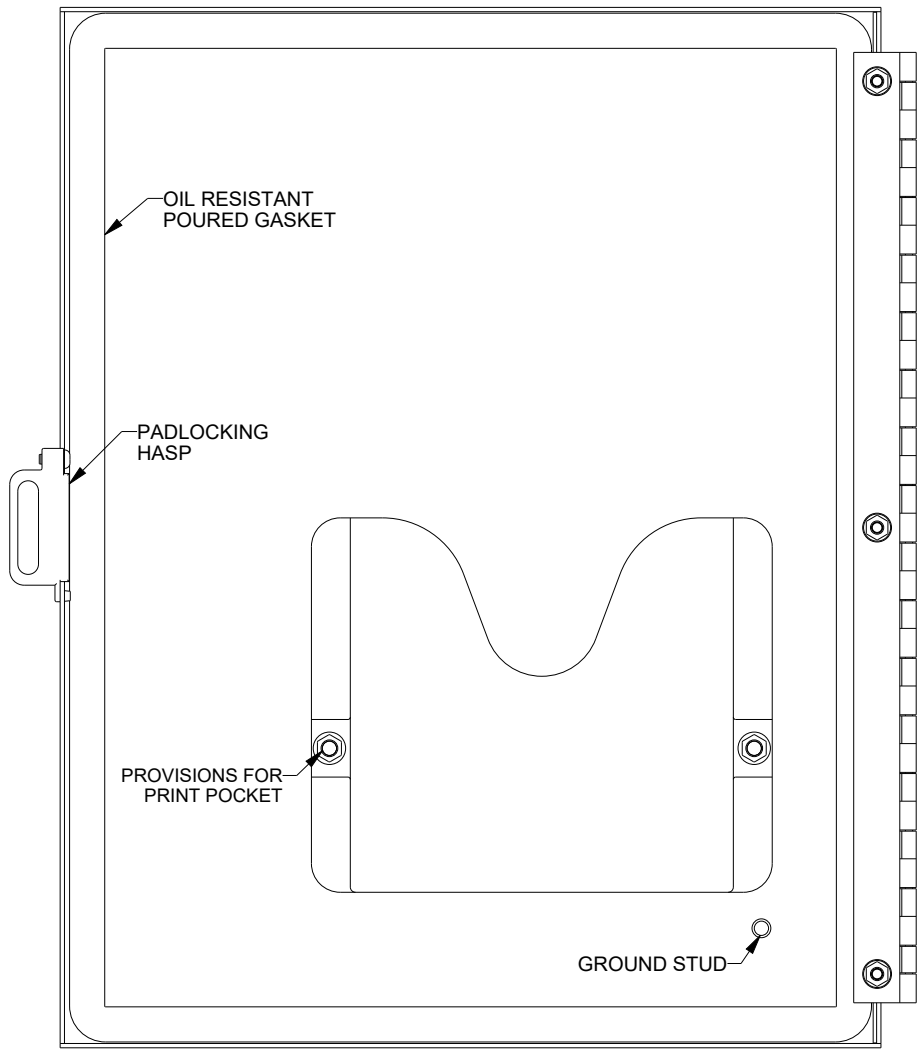 OIL RESISTANT
POURED GASKET
PADLOCKING
HASP
PROVISIONS FOR
PRINT POCKET
GROUND STUD